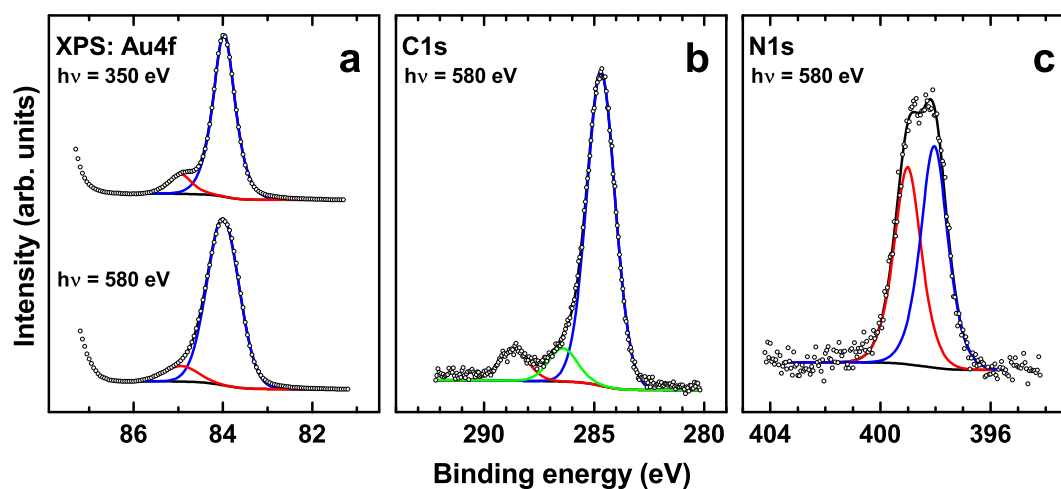 XPS: Au4f
a
hν = 350 eV
hν = 580 eV
C1s
b
hν = 580 eV
N1s
c
hν = 580 eV
Intensity (arb. units)
86 84 82
290 285 280
404 400 396
Binding energy (eV)